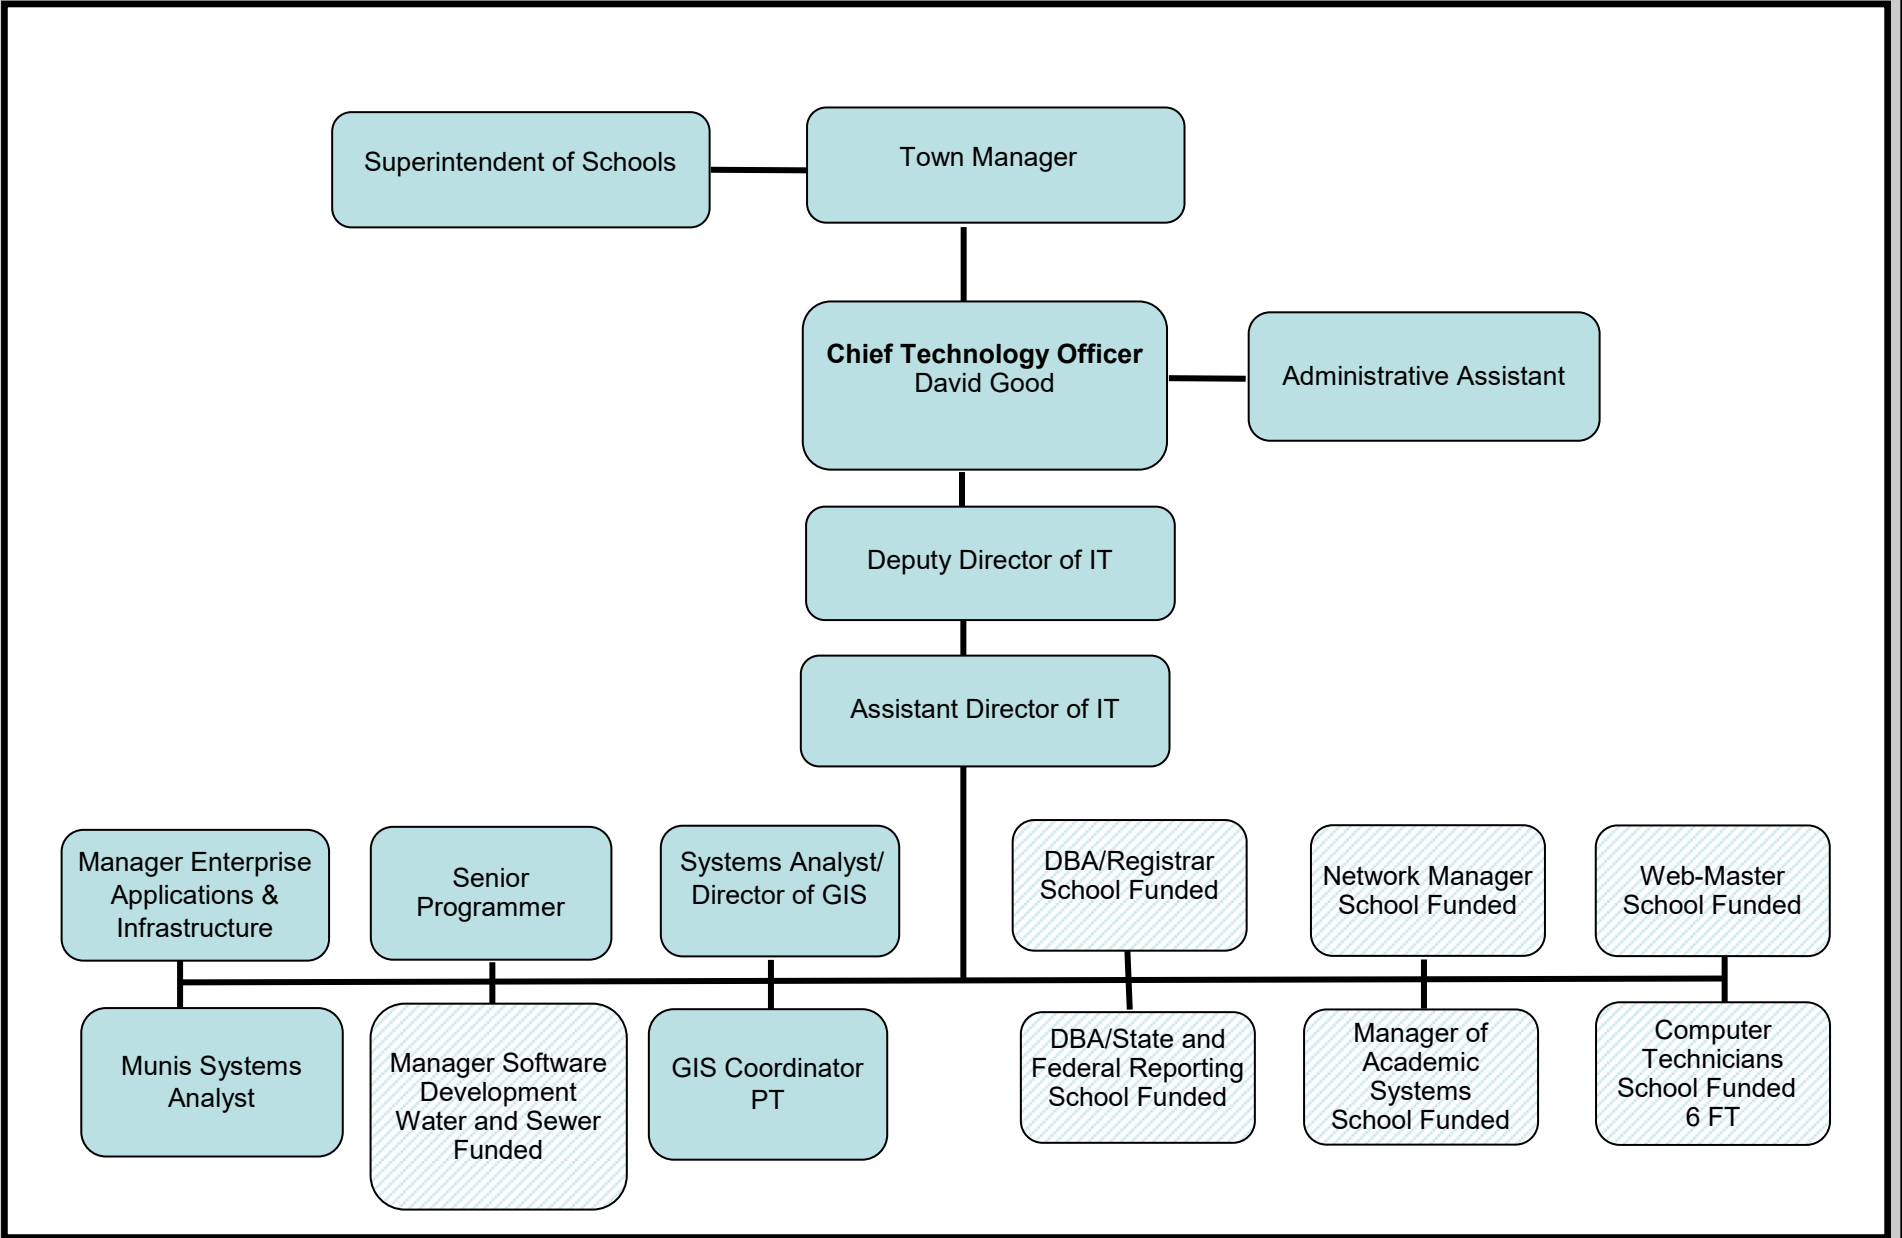 Superintendent of Schools
Town Manager
Chief Technology Officer
David Good
Administrative Assistant
Deputy Director of IT
Assistant Director of IT
Manager Enterprise
Applications &
Infrastructure
Senior
Programmer
Systems Analyst/
Director of GIS
DBA/Registrar
School Funded
Network Manager
School Funded
Web-Master
School Funded
Munis Systems
Analyst
Manager Software
Development
Water and Sewer
Funded
GIS Coordinator
PT
DBA/State and
Federal Reporting
School Funded
Manager of
Academic
Systems
School Funded
Computer
Technicians
School Funded
6 FT